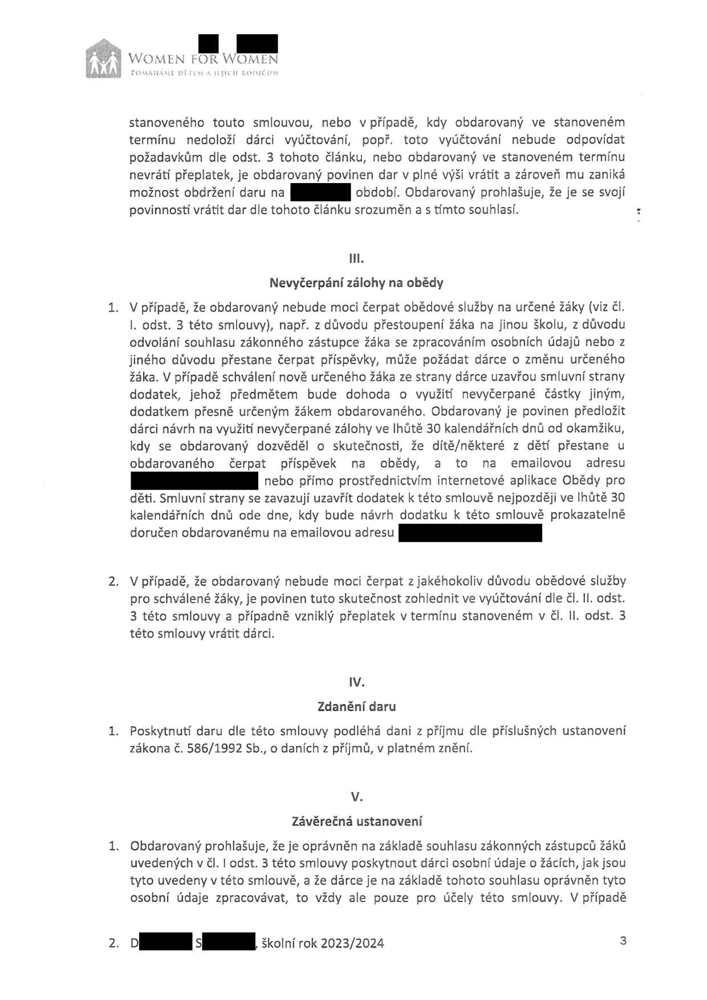 WOMEN FOR WOMEN
POMÁHÁME DĚTEM A JEJICH RODIČŮM
stanoveného touto smlouvou, nebo v případě, kdy obdarovaný ve stanoveném
termínu nedoloží dárci vyúčtování, popř. toto vyúčtování nebude odpovídat
požadavkům dle odst. 3 tohoto článku, nebo obdarovaný ve stanoveném termínu
nevrátí přeplatek, je obdarovaný povinen dar v plné výši vrátit a zároveň mu zaniká
možnost obdržení daru na období. Obdarovaný prohlašuje, že je se svojí
povinností vrátit dar dle tohoto článku srozuměn a s tímto souhlasí.
III.
Nevyčerpání zálohy na obědy
1. V případě, že obdarovaný nebude moci čerpat obědové služby na určené žáky (viz čl.
I. odst. 3 této smlouvy), např. z důvodu přestoupení žáka na jinou školu, z důvodu
odvolání souhlasu zákonného zástupce žáka se zpracováním osobních údajů nebo z
jiného důvodu přestane čerpat příspěvky, může požádat dárce o změnu určeného
žáka. V případě schválení nově určeného žáka ze strany dárce uzavřou smluvní strany
dodatek, jehož předmětem bude dohoda o využití nevyčerpané částky jiným,
dodatkem přesně určeným žákem obdarovaného. Obdarovaný je povinen předložit
dárci návrh na využití nevyčerpané zálohy ve lhůtě 30 kalendářních dnů od okamžiku,
kdy se obdarovaný dozvěděl o skutečnosti, že dítě/některé z dětí přestane u
obdarovaného čerpat příspěvek na obědy, a to na emailovou adresu
nebo přímo prostřednictvím internetové aplikace Obědy pro
děti. Smluvní strany se zavazují uzavřít dodatek k této smlouvě nejpozději ve lhůtě 30
kalendářních dnů ode dne, kdy bude návrh dodatku k této smlouvě prokazatelně
doručen obdarovanému na emailovou adresu
2. V případě, že obdarovaný nebude moci čerpat z jakéhokoliv důvodu obědové služby
pro schválené žáky, je povinen tuto skutečnost zohlednit ve vyúčtování dle čl. II. odst.
3 této smlouvy a případně vzniklý přeplatek v termínu stanoveném v čl. II. odst. 3
této smlouvy vrátit dárci.
IV.
Zdanění daru
1. Poskytnutí daru dle této smlouvy podléhá dani z příjmu dle příslušných ustanovení
zákona č. 586/1992 Sb., o daních z příjmů, v platném znění.
V.
Závěrečná ustanovení
1. Obdarovaný prohlašuje, že je oprávněn na základě souhlasu zákonných zástupců žáků
uvedených v čl. I odst. 3 této smlouvy poskytnout dárci osobní údaje o žácích, jak jsou
tyto uvedeny v této smlouvě, a že dárce je na základě tohoto souhlasu oprávněn tyto
osobní údaje zpracovávat, to vždy ale pouze pro účely této smlouvy. V případě
2. D S , školní rok 2023/2024
3